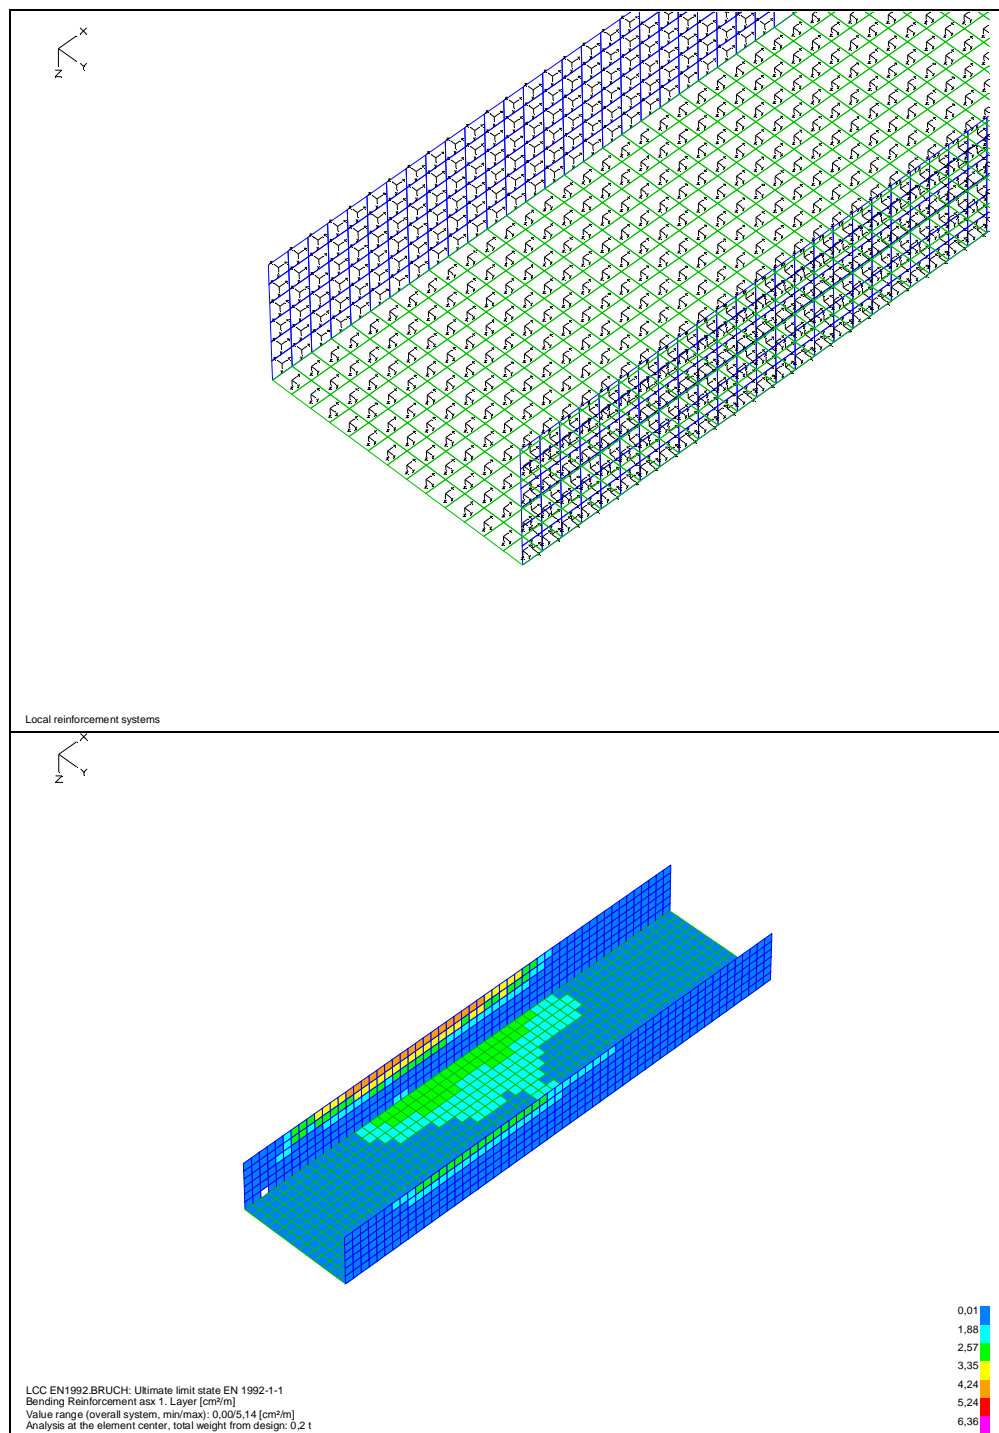 X
Y
Z
Local reinforcement systems
X
Y
Z
0,01
1,88
2,57
3,35
4,24
5,24
6,36
LCC EN1992.BRUCH: Ultimate limit state EN 1992-1-1
Bending Reinforcement asx 1. Layer [cm²/m]
Value range (overall system, min/max): 0,00/5,14 [cm²/m]
Analysis at the element center, total weight from design: 0,2 t